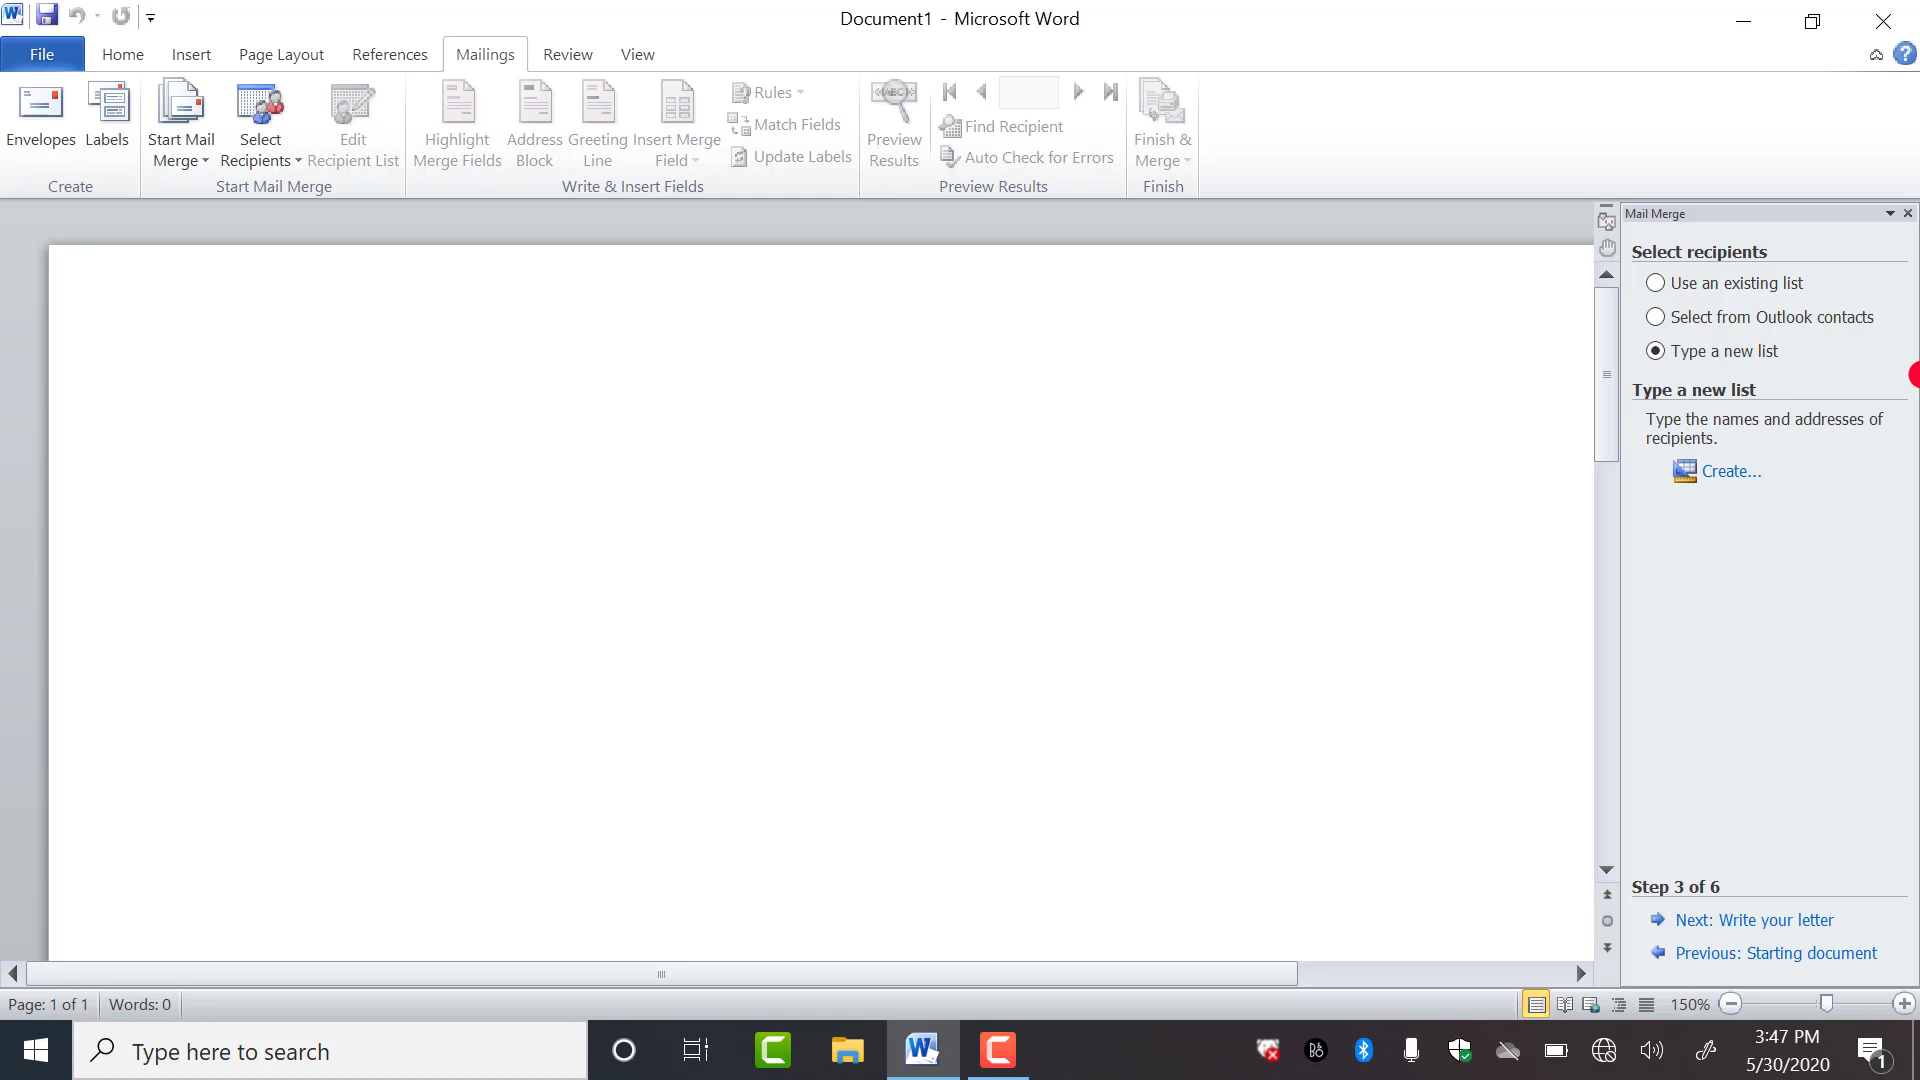 Document1 - Microsoft Word
File Home Insert Page Layout References Mailings Review View
Envelopes
Labels
Create
Start Mail
Merge
Select
Recipients
Edit
Recipient List
Start Mail Merge
Highlight
Merge Fields
Address
Block
Greeting
Line
Insert Merge
Field
Rules
Match Fields
Update Labels
Write & Insert Fields
ABC
Preview
Results
Find Recipient
Auto Check for Errors
Preview Results
Finish &
Merge
Finish
Mail Merge
Select recipients
Use an existing list
Select from Outlook contacts
Type a new list
Type a new list
Type the names and addresses of
recipients.
Create...
Step 3 of 6
Next: Write your letter
Previous: Starting document
Page: 1 of 1 Words: 0
150%
Type here to search
3:47 PM
5/30/2020
1